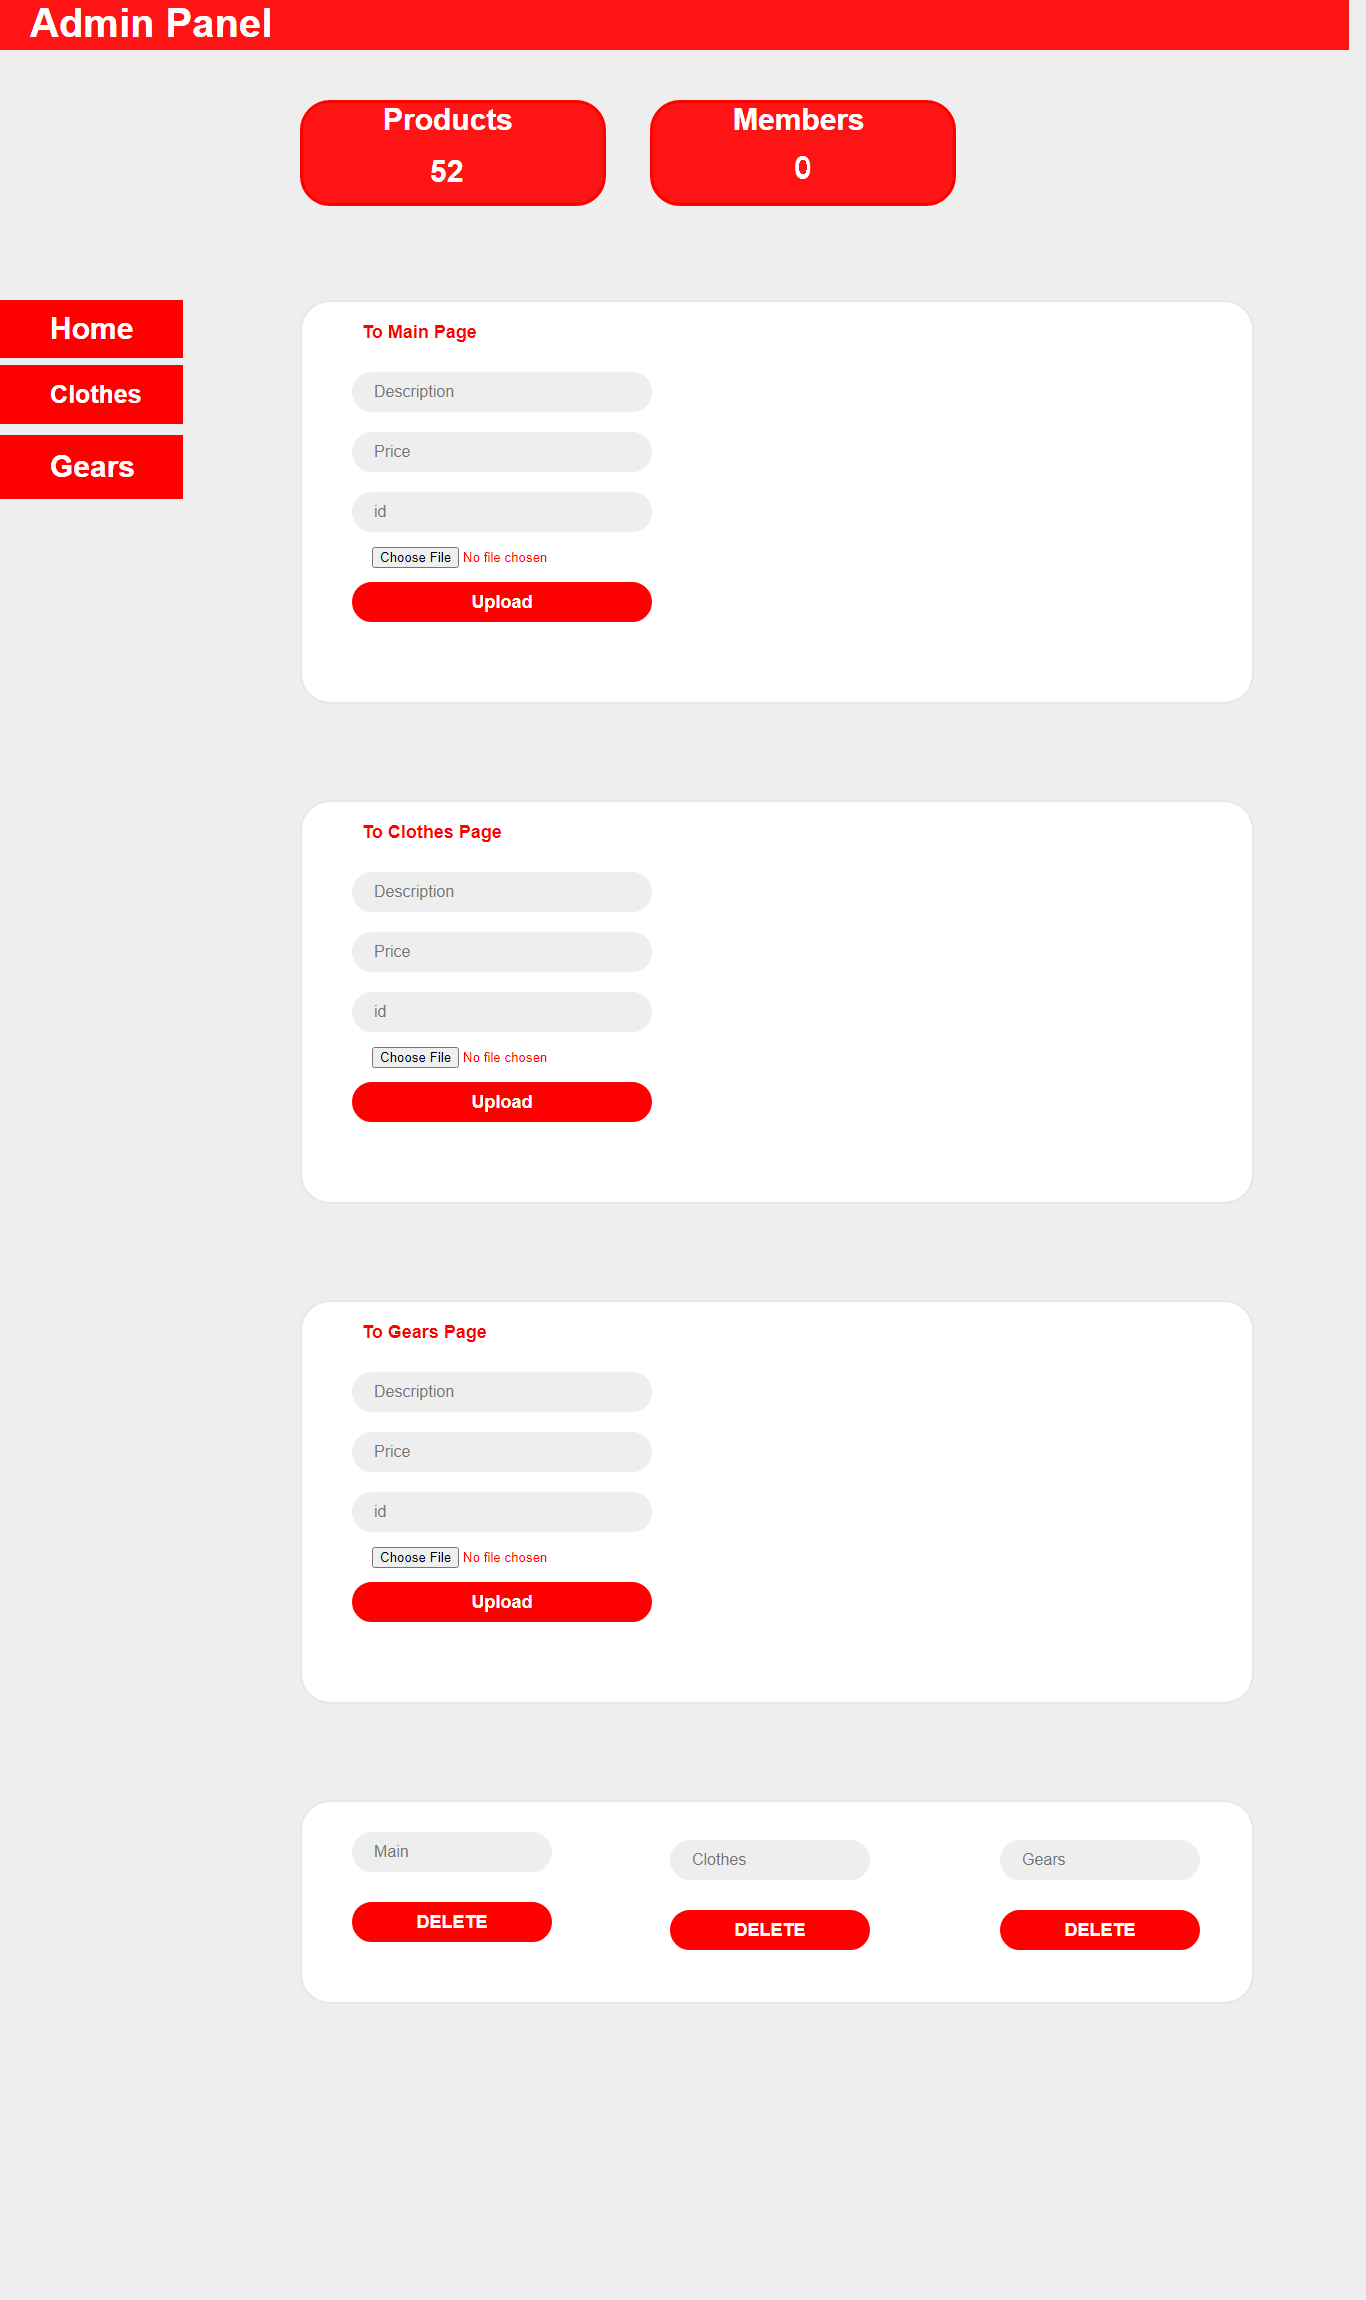 Admin Panel
Products
52
Members
0
Home
Clothes
Gears
To Main Page
Description
Price
id
Choose File No file chosen
Upload
To Clothes Page
Description
Price
id
Choose File No file chosen
Upload
To Gears Page
Description
Price
id
Choose File No file chosen
Upload
Main
DELETE
Clothes
DELETE
Gears
DELETE